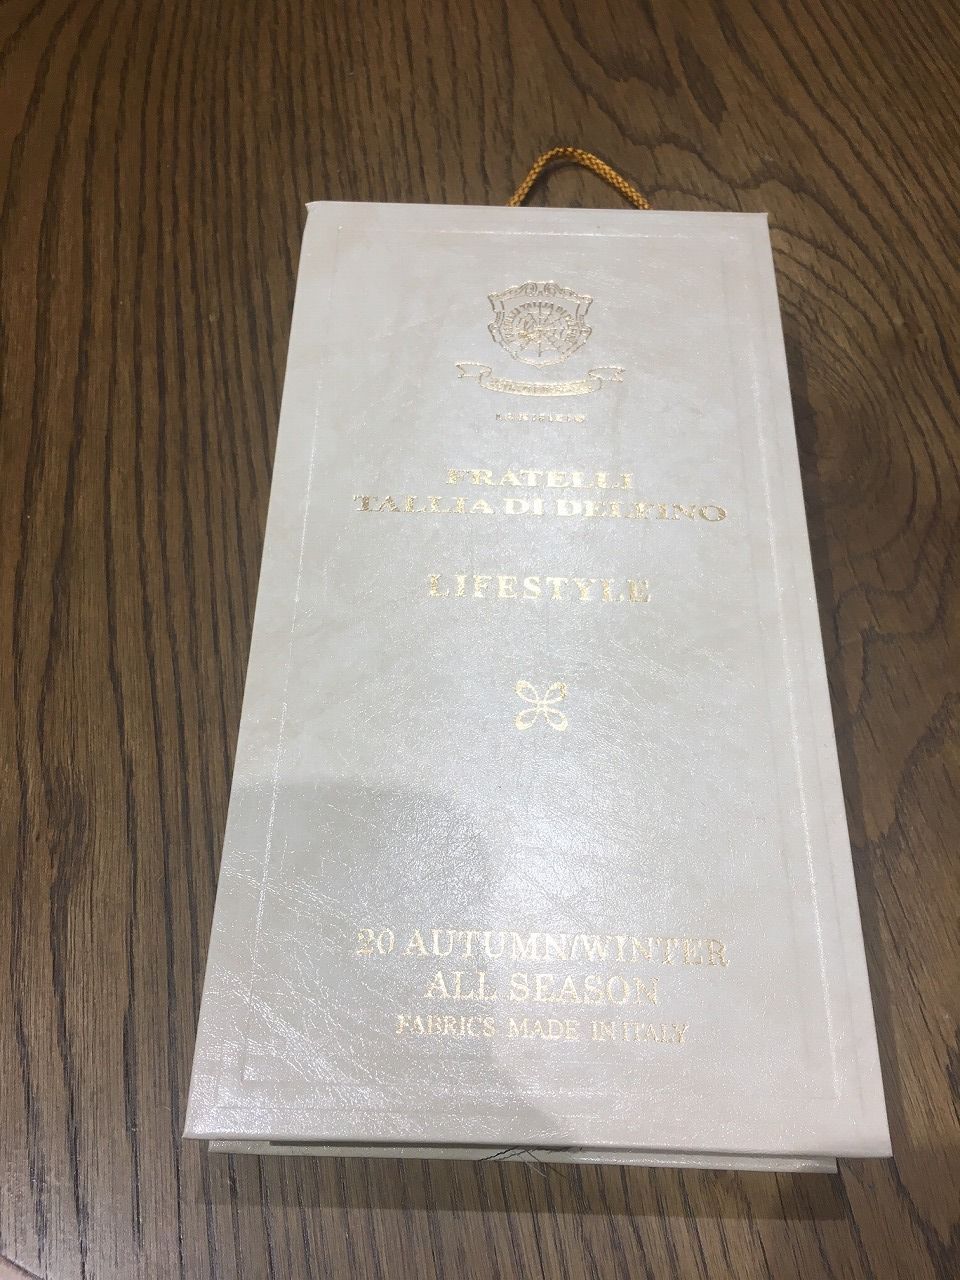 FRATELLI
TALLIA DI DELFINO
LIFESTYLE
20 AUTUMN/WINTER
ALL SEASON
FABRICS MADE IN ITALY